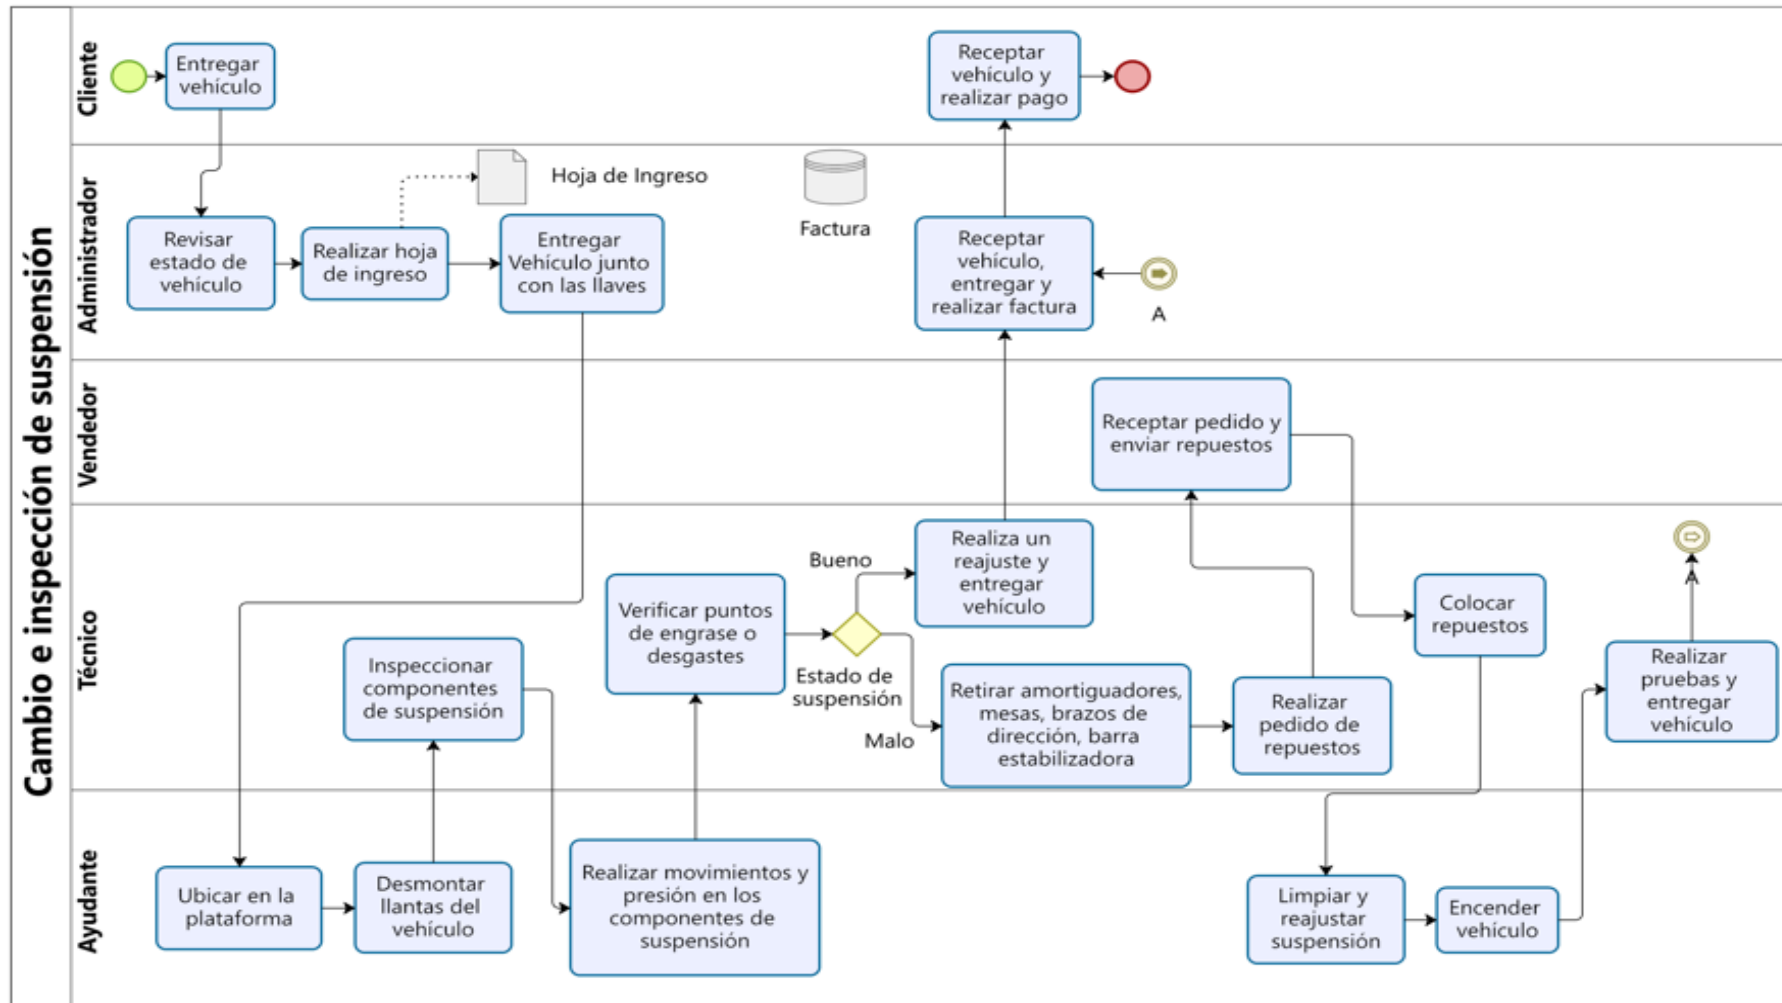 Cambio e inspección de suspensión
Cliente
Entregar
vehículo
Receptar
vehículo y
realizar pago
Administrador
Revisar
estado de
vehículo
Realizar hoja
de ingreso
Hoja de Ingreso
Entregar
Vehículo junto
con las llaves
Factura
Receptar
vehículo,
entregar y
realizar factura
A
Vendedor
Receptar pedido y
enviar repuestos
Técnico
Inspeccionar
componentes
de suspensión
Verificar puntos
de engrase o
desgastes
Estado de
suspensión
Bueno
Realiza un
reajuste y
entregar
vehículo
Malo
Retirar amortiguadores,
mesas, brazos de
dirección, barra
estabilizadora
Realizar
pedido de
repuestos
Colocar
repuestos
Realizar
pruebas y
entregar
vehículo
A
Ayudante
Ubicar en la
plataforma
Desmontar
llantas del
vehículo
Realizar movimientos y
presión en los
componentes de
suspensión
Limpiar y
reajustar
suspensión
Encender
vehículo